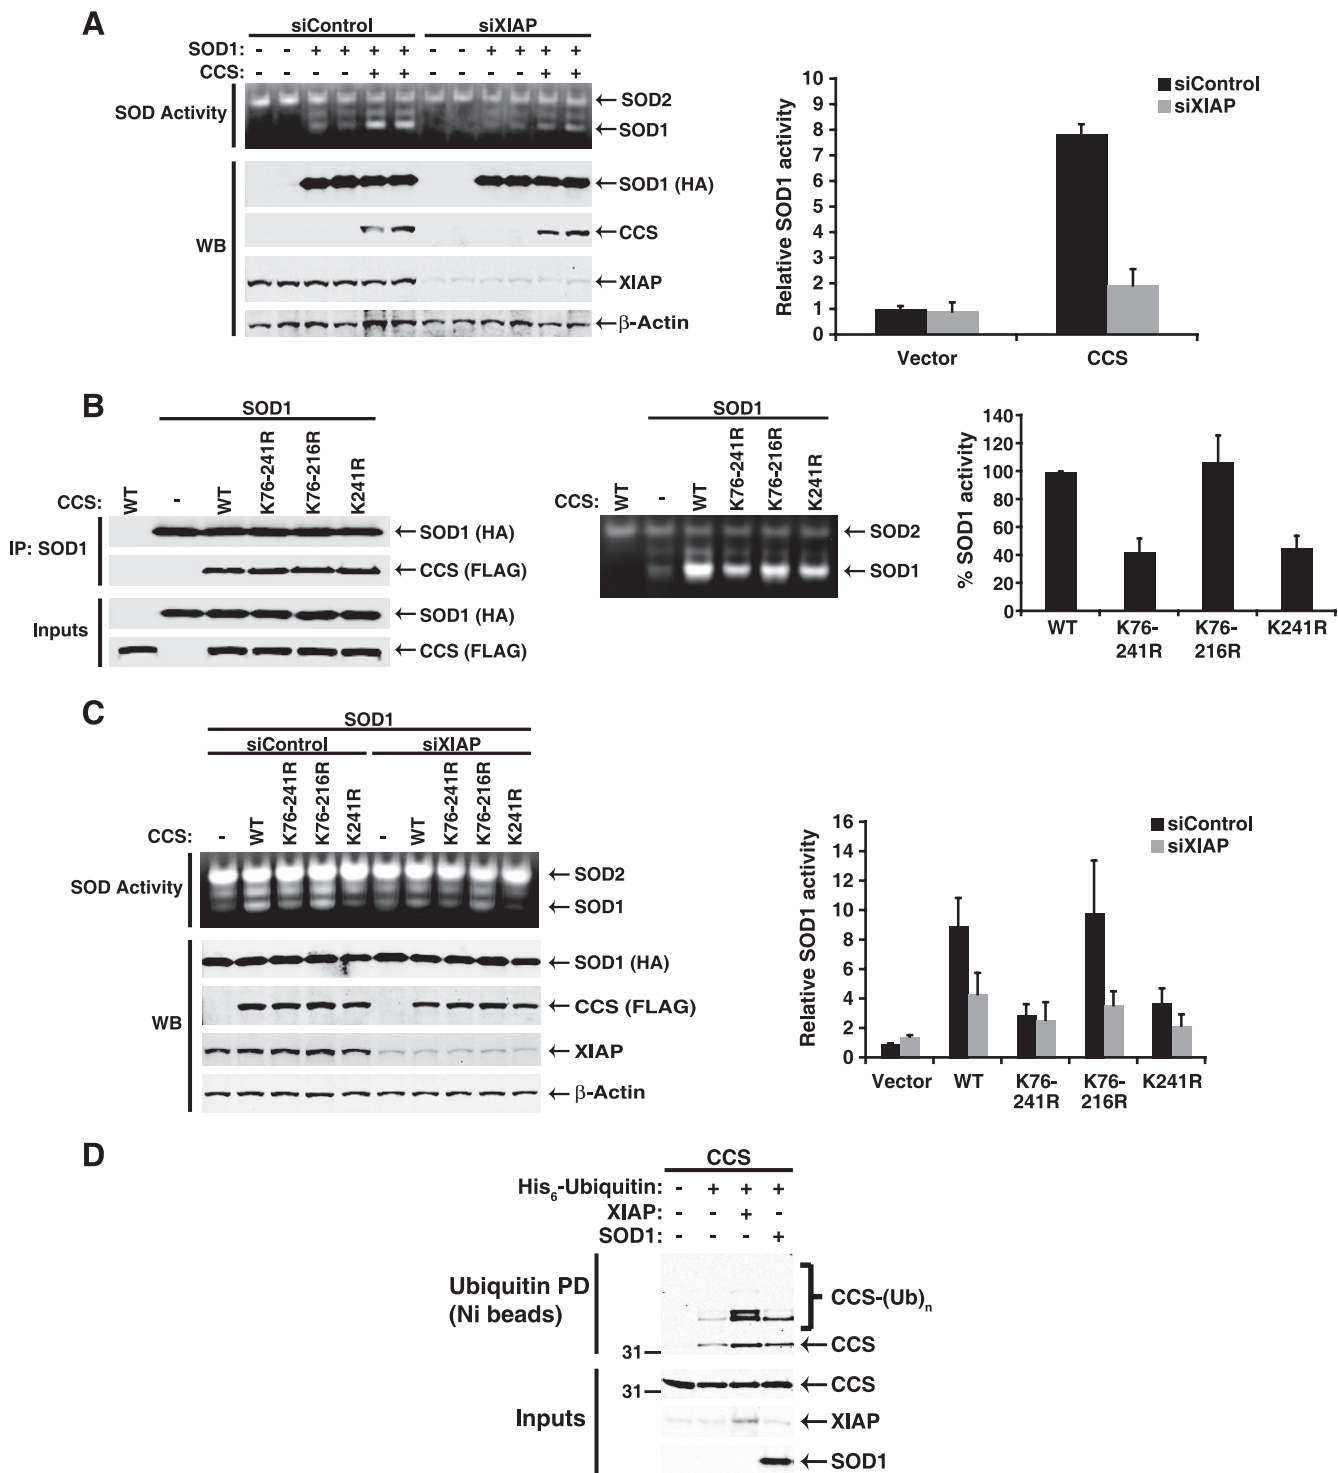 A
siControl siXIAP
SOD1: - - + + + + - - + + + +
CCS: - - - - + + - - - - + +
SOD Activity
←SOD2
←SOD1
WB
←SOD1 (HA)
←CCS
←XIAP
←β-Actin
Relative SOD1 activity
10
9
8
7
6
5
4
3
2
1
0
siControl
siXIAP
Vector CCS
B
SOD1
CCS: WT - WT K76-241R K76-216R K241R
IP: SOD1
←SOD1 (HA)
←CCS (FLAG)
Inputs
←SOD1 (HA)
←CCS (FLAG)
SOD1
CCS: WT - WT K76-241R K76-216R K241R
←SOD2
←SOD1
% SOD1 activity
140
120
100
80
60
40
20
0
WT K76-241R K76-216R K241R
C
SOD1
siControl siXIAP
CCS: - WT K76-241R K76-216R K241R - WT K76-241R K76-216R K241R
SOD Activity
←SOD2
←SOD1
WB
←SOD1 (HA)
←CCS (FLAG)
←XIAP
←β-Actin
Relative SOD1 activity
16
14
12
10
8
6
4
2
0
siControl
siXIAP
Vector WT K76-241R K76-216R K241R
D
CCS
His₆-Ubiquitin: - + + +
XIAP: - - + -
SOD1: - - - +
Ubiquitin PD
(Ni beads)
CCS-(Ub)ₙ
31
←CCS
Inputs
31
←CCS
←XIAP
←SOD1